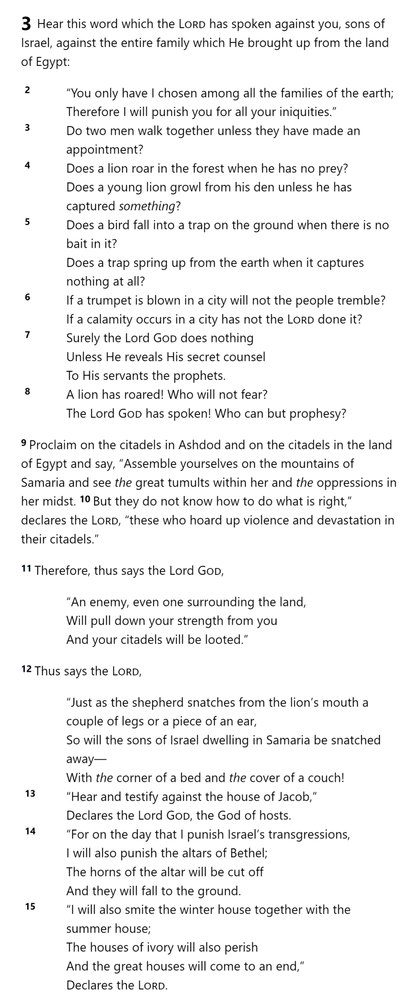 3 Hear this word which the LORD has spoken against you, sons of
Israel, against the entire family which He brought up from the land
of Egypt:
2 “You only have I chosen among all the families of the earth;
Therefore I will punish you for all your iniquities.”
3 Do two men walk together unless they have made an
appointment?
4 Does a lion roar in the forest when he has no prey?
Does a young lion growl from his den unless he has
captured something?
5 Does a bird fall into a trap on the ground when there is no
bait in it?
Does a trap spring up from the earth when it captures
nothing at all?
6 If a trumpet is blown in a city will not the people tremble?
If a calamity occurs in a city has not the LORD done it?
7 Surely the Lord GOD does nothing
Unless He reveals His secret counsel
To His servants the prophets.
8 A lion has roared! Who will not fear?
The Lord GOD has spoken! Who can but prophesy?
9 Proclaim on the citadels in Ashdod and on the citadels in the land
of Egypt and say, “Assemble yourselves on the mountains of
Samaria and see the great tumults within her and the oppressions in
her midst. 10 But they do not know how to do what is right,”
declares the LORD, “these who hoard up violence and devastation in
their citadels.”
11 Therefore, thus says the Lord GOD,
“An enemy, even one surrounding the land,
Will pull down your strength from you
And your citadels will be looted.”
12 Thus says the LORD,
“Just as the shepherd snatches from the lion’s mouth a
couple of legs or a piece of an ear,
So will the sons of Israel dwelling in Samaria be snatched
away—
With the corner of a bed and the cover of a couch!
13 “Hear and testify against the house of Jacob,”
Declares the Lord GOD, the God of hosts.
14 “For on the day that I punish Israel’s transgressions,
I will also punish the altars of Bethel;
The horns of the altar will be cut off
And they will fall to the ground.
15 “I will also smite the winter house together with the
summer house;
The houses of ivory will also perish
And the great houses will come to an end,”
Declares the LORD.